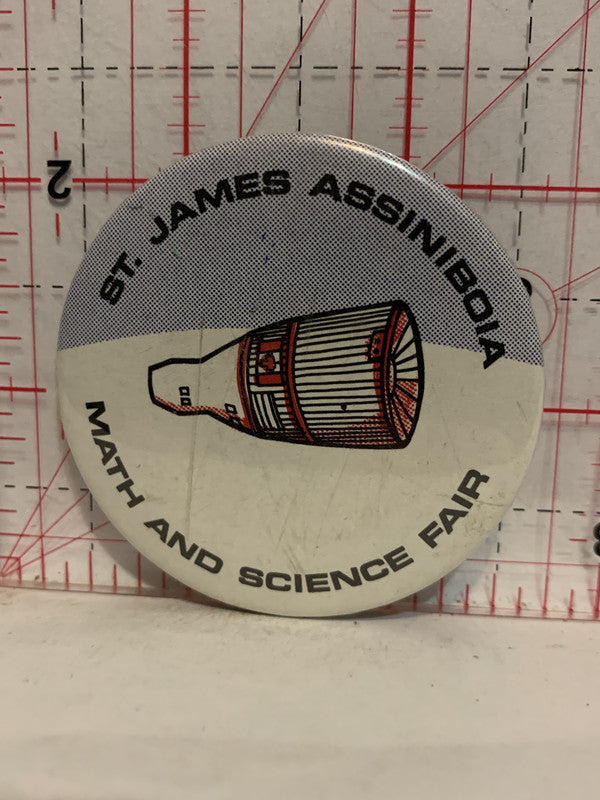 ST. JAMES ASSINIBOIA
MATH AND SCIENCE FAIR
2